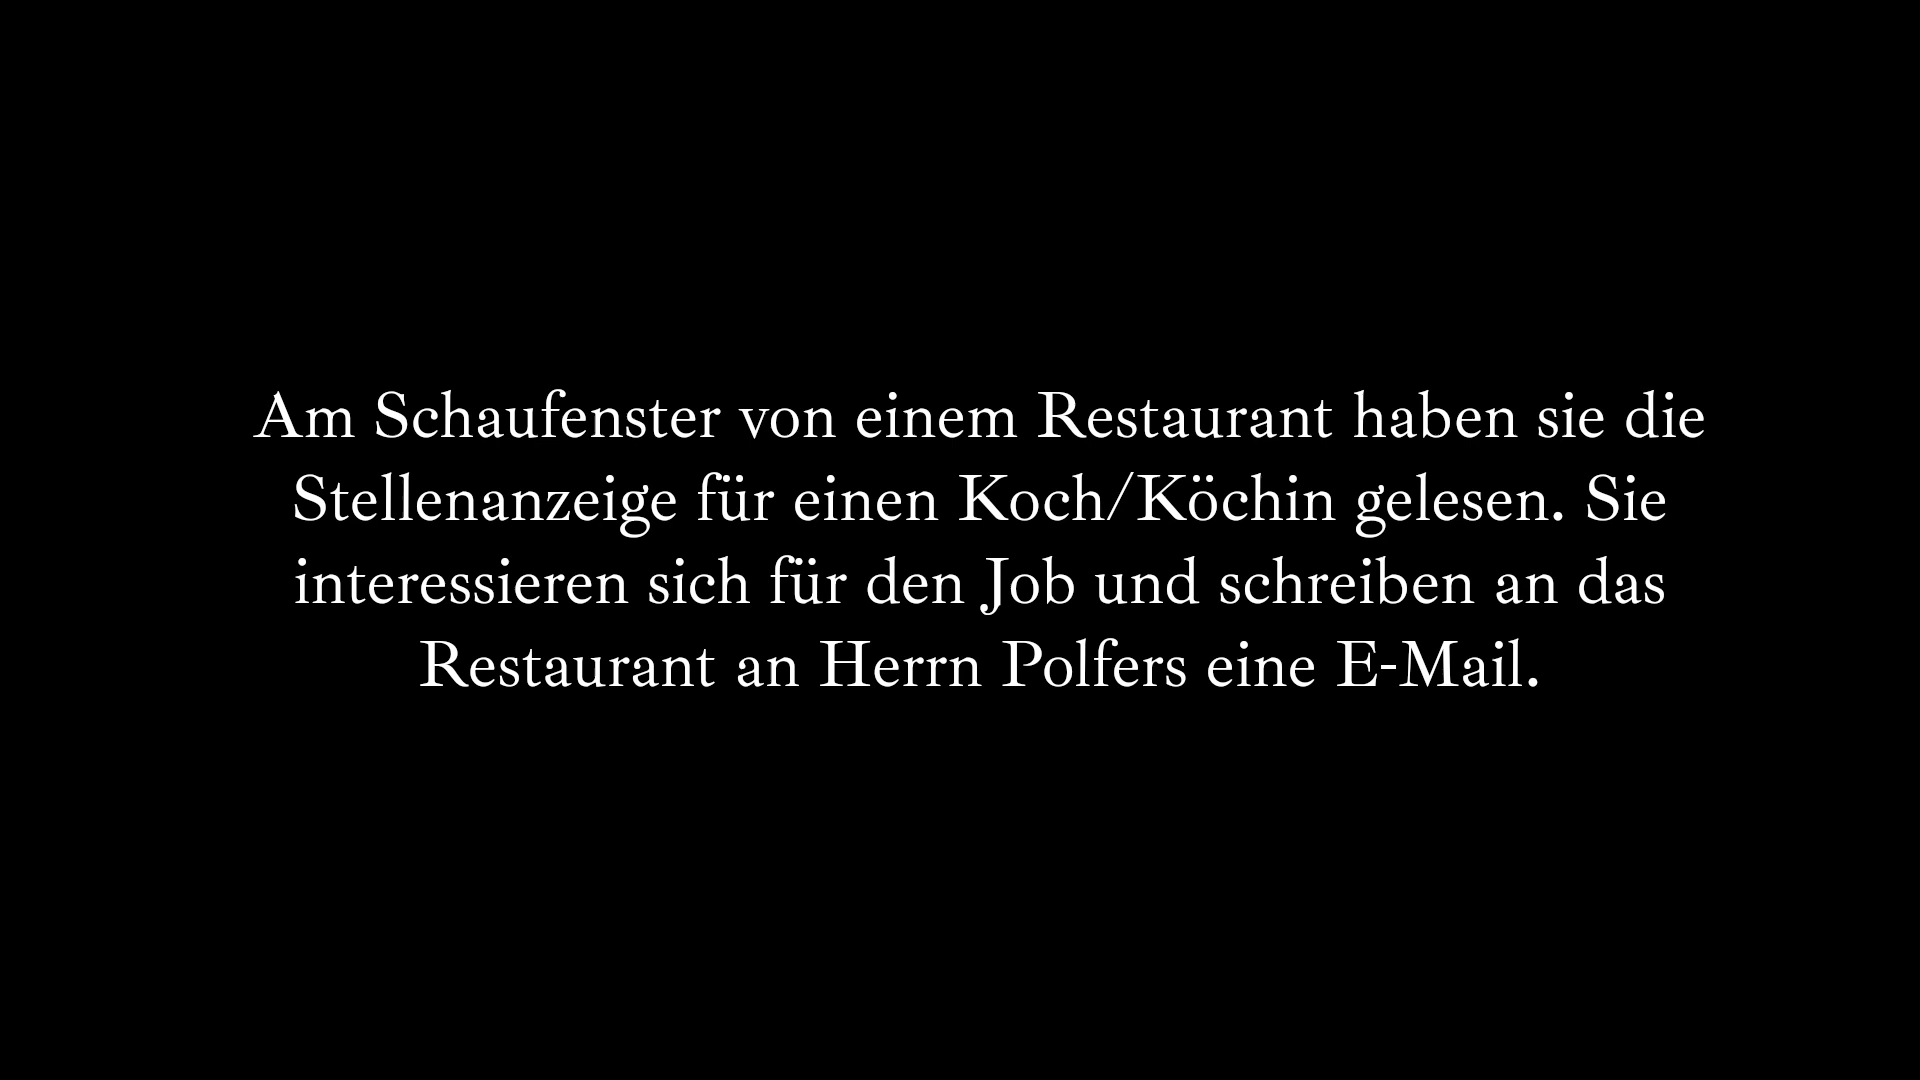 Am Schaufenster von einem Restaurant haben sie die
Stellenanzeige für einen Koch/Köchin gelesen. Sie
interessieren sich für den Job und schreiben an das
Restaurant an Herrn Polfers eine E-Mail.